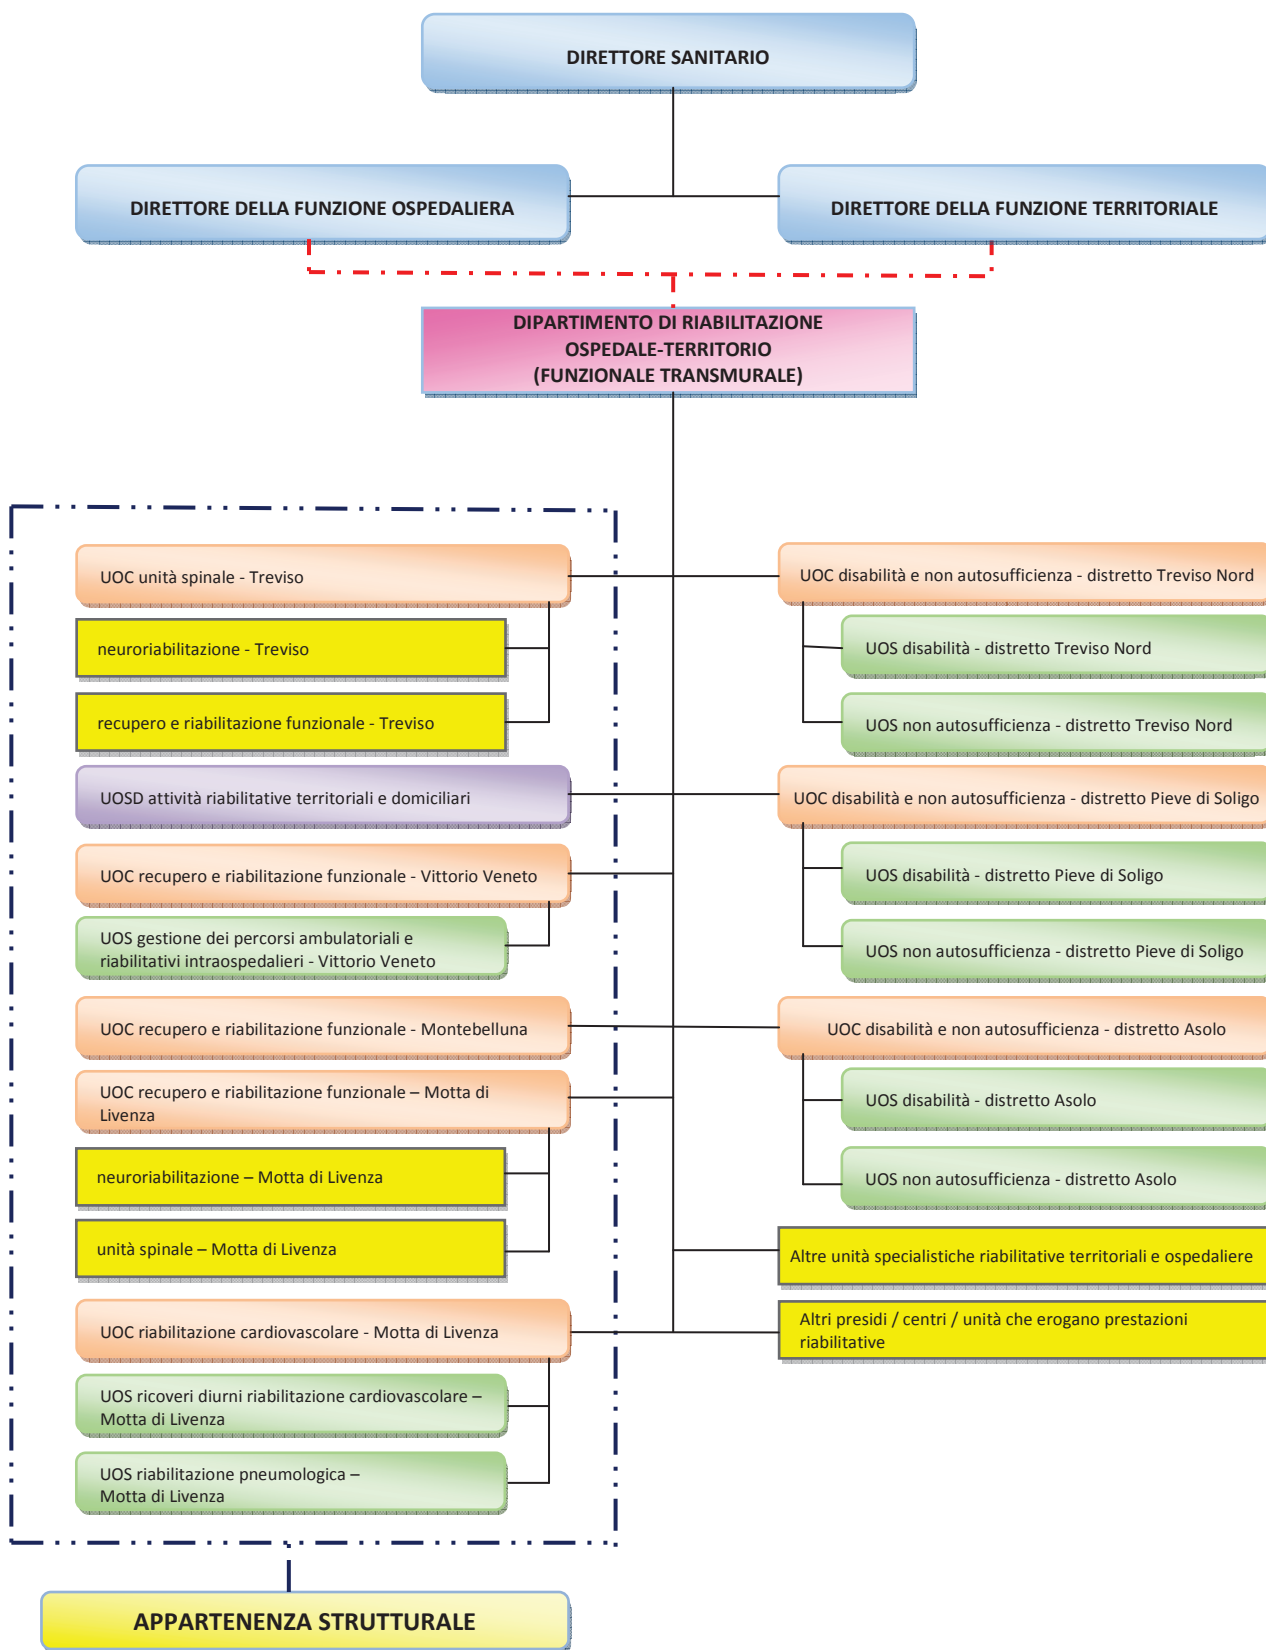 DIRETTORE SANITARIO
DIRETTORE DELLA FUNZIONE OSPEDALIERA
DIRETTORE DELLA FUNZIONE TERRITORIALE
DIPARTIMENTO DI RIABILITAZIONE
OSPEDALE-TERRITORIO
(FUNZIONALE TRANSMURALE)
UOC unità spinale - Treviso
neuroriabilitazione - Treviso
recupero e riabilitazione funzionale - Treviso
UOSD attività riabilitative territoriali e domiciliari
UOC recupero e riabilitazione funzionale - Vittorio Veneto
UOS gestione dei percorsi ambulatoriali e
riabilitativi intraospedalieri - Vittorio Veneto
UOC recupero e riabilitazione funzionale - Montebelluna
UOC recupero e riabilitazione funzionale – Motta di
Livenza
neuroriabilitazione – Motta di Livenza
unità spinale – Motta di Livenza
UOC riabilitazione cardiovascolare - Motta di Livenza
UOS ricoveri diurni riabilitazione cardiovascolare –
Motta di Livenza
UOS riabilitazione pneumologica –
Motta di Livenza
UOC disabilità e non autosufficienza - distretto Treviso Nord
UOS disabilità - distretto Treviso Nord
UOS non autosufficienza - distretto Treviso Nord
UOC disabilità e non autosufficienza - distretto Pieve di Soligo
UOS disabilità - distretto Pieve di Soligo
UOS non autosufficienza - distretto Pieve di Soligo
UOC disabilità e non autosufficienza - distretto Asolo
UOS disabilità - distretto Asolo
UOS non autosufficienza - distretto Asolo
Altre unità specialistiche riabilitative territoriali e ospedaliere
Altri presidi / centri / unità che erogano prestazioni
riabilitative
APPARTENENZA STRUTTURALE